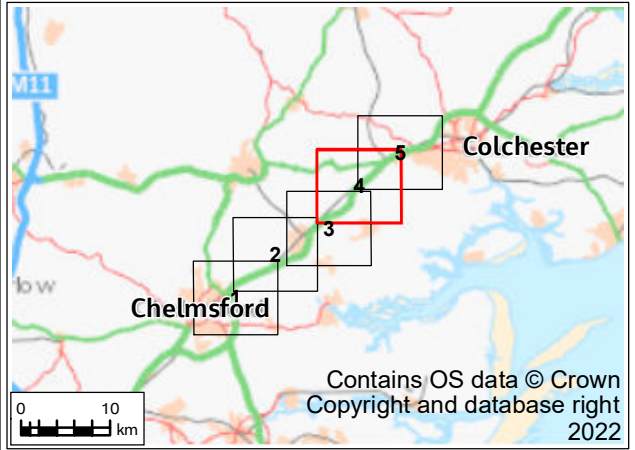 M11
Colchester
5
4
3
2
1
low
Chelmsford
Contains OS data © Crown
Copyright and database right
2022
0 10
km